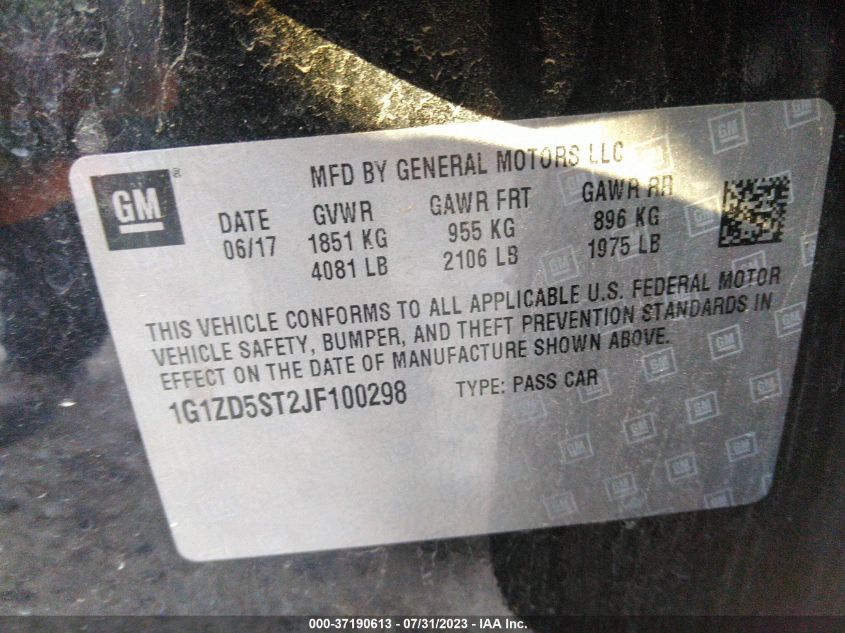 GM
®
MFD BY GENERAL MOTORS LLC
DATE GVWR GAWR FRT GAWR RR
06/17 1851 KG 955 KG 896 KG
4081 LB 2106 LB 1975 LB
THIS VEHICLE CONFORMS TO ALL APPLICABLE U.S. FEDERAL MOTOR
VEHICLE SAFETY, BUMPER, AND THEFT PREVENTION STANDARDS IN
EFFECT ON THE DATE OF MANUFACTURE SHOWN ABOVE.
1G1ZD5ST2JF100298 TYPE: PASS CAR
000-37190613 - 07/31/2023 - IAA Inc.